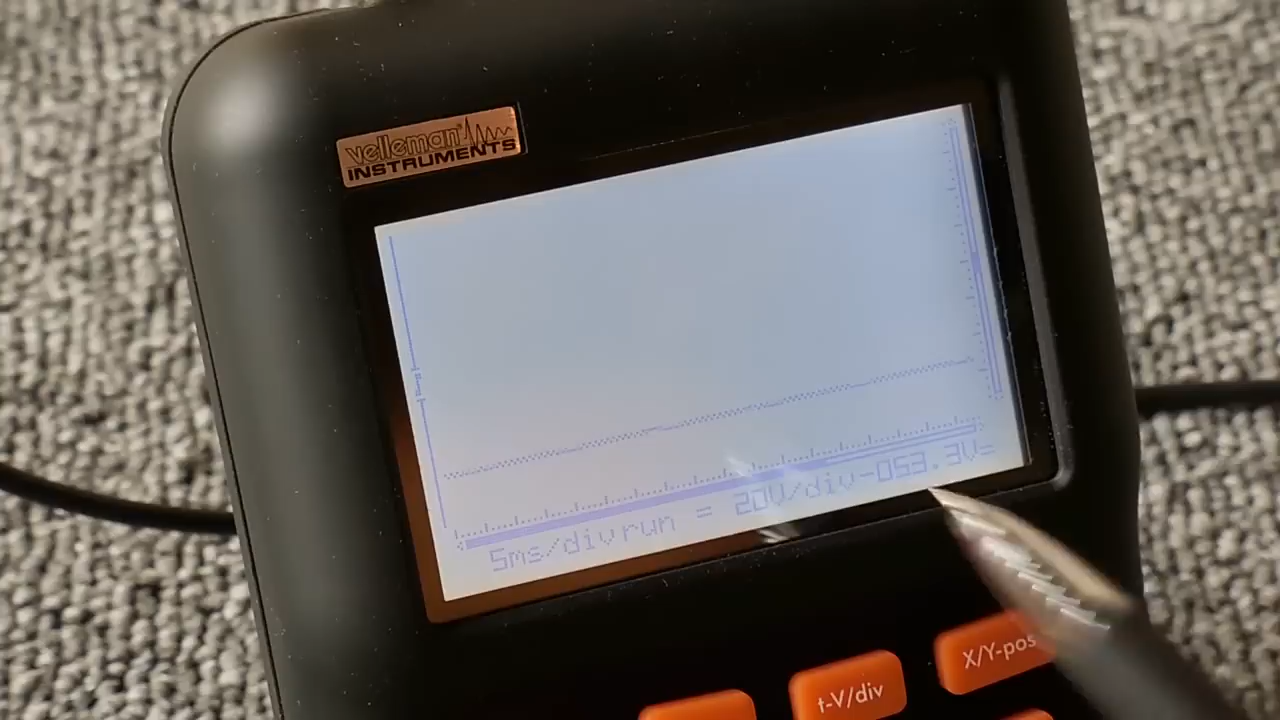 velleman®
INSTRUMENTS
5ms/div run = 20V/div-053.3V=
X/Y-pos
t-V/div